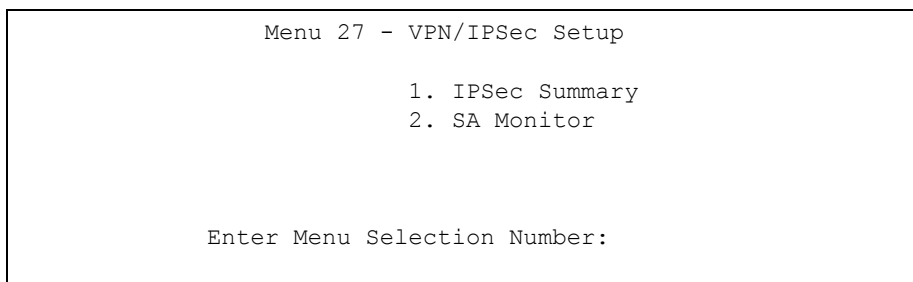 Menu 27 - VPN/IPSec Setup
1. IPSec Summary
2. SA Monitor
Enter Menu Selection Number: